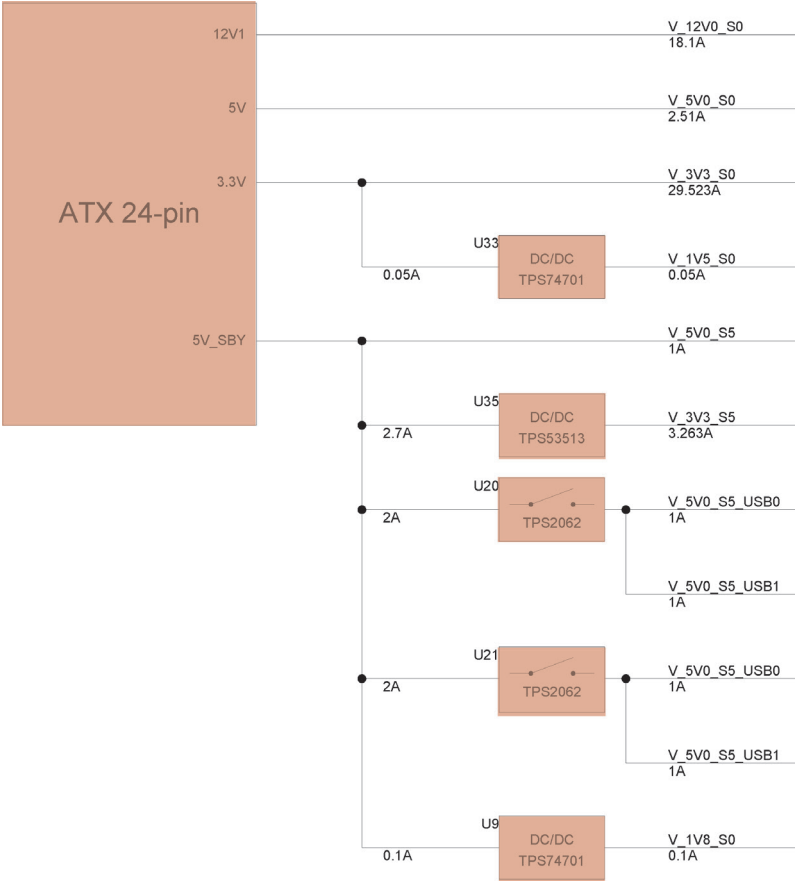 12V1
V_12V0_S0
18.1A
5V
V_5V0_S0
2.51A
3.3V
V_3V3_S0
29.523A
ATX 24-pin
U33
DC/DC
TPS74701
0.05A
V_1V5_S0
0.05A
5V_SBY
V_5V0_S5
1A
U35
DC/DC
TPS53513
2.7A
V_3V3_S5
3.263A
U20
TPS2062
2A
V_5V0_S5_USB0
1A
V_5V0_S5_USB1
1A
U21
TPS2062
2A
V_5V0_S5_USB0
1A
V_5V0_S5_USB1
1A
U9
DC/DC
TPS74701
0.1A
V_1V8_S0
0.1A